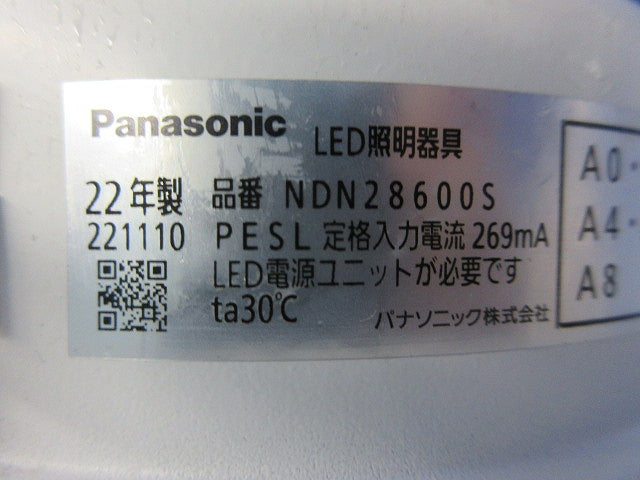 Panasonic
LED照明器具
22年製 品番 NDN28600S
221110 PESL 定格入力電流 269mA
LED電源ユニットが必要です
ta30℃
パナソニック株式会社
A0・
A4・
A8